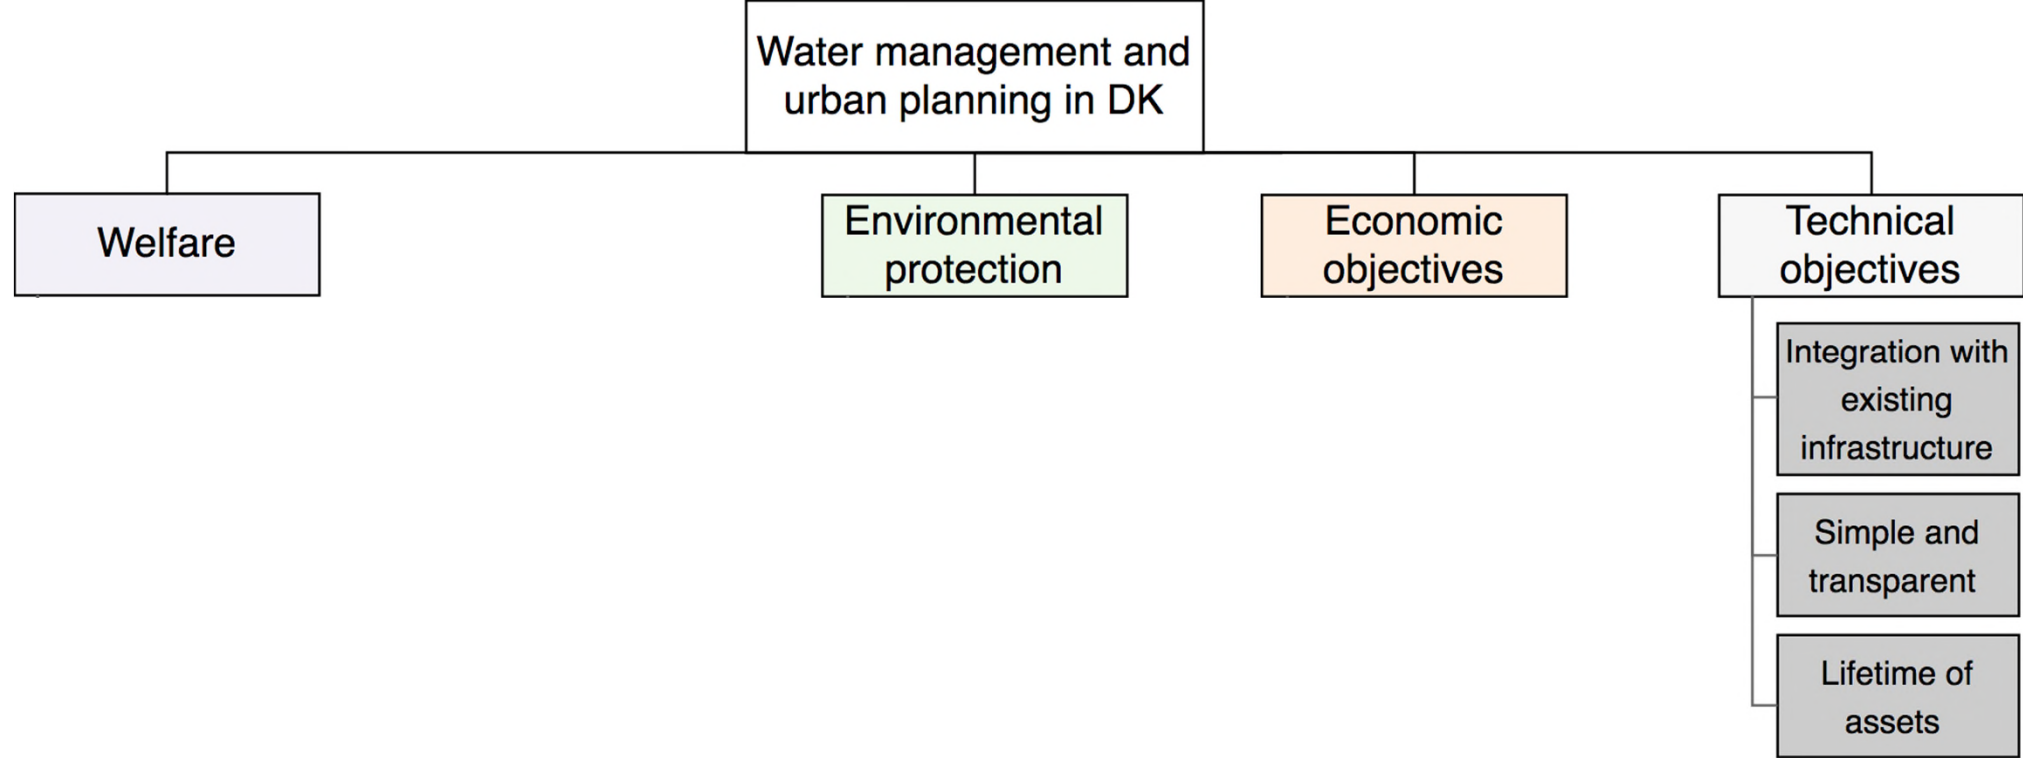 Water management and
urban planning in DK
Welfare
Environmental
protection
Economic
objectives
Technical
objectives
Integration with
existing
infrastructure
Simple and
transparent
Lifetime of
assets